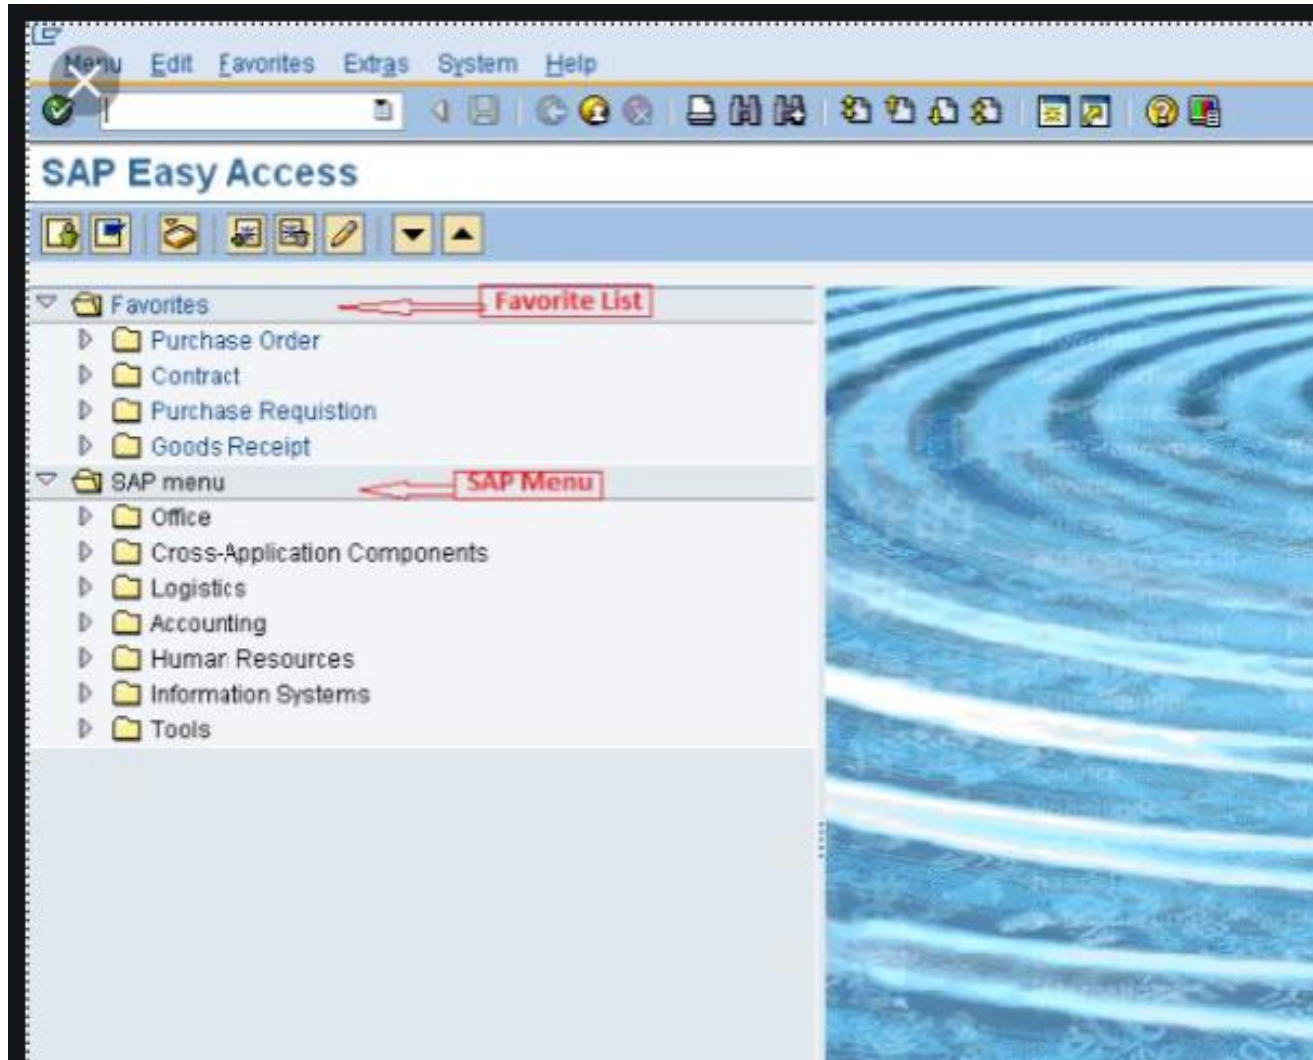 Menu Edit Favorites Extras System Help
SAP Easy Access
Favorites
Favorite List
Purchase Order
Contract
Purchase Requistion
Goods Receipt
SAP menu
SAP Menu
Office
Cross-Application Components
Logistics
Accounting
Human Resources
Information Systems
Tools